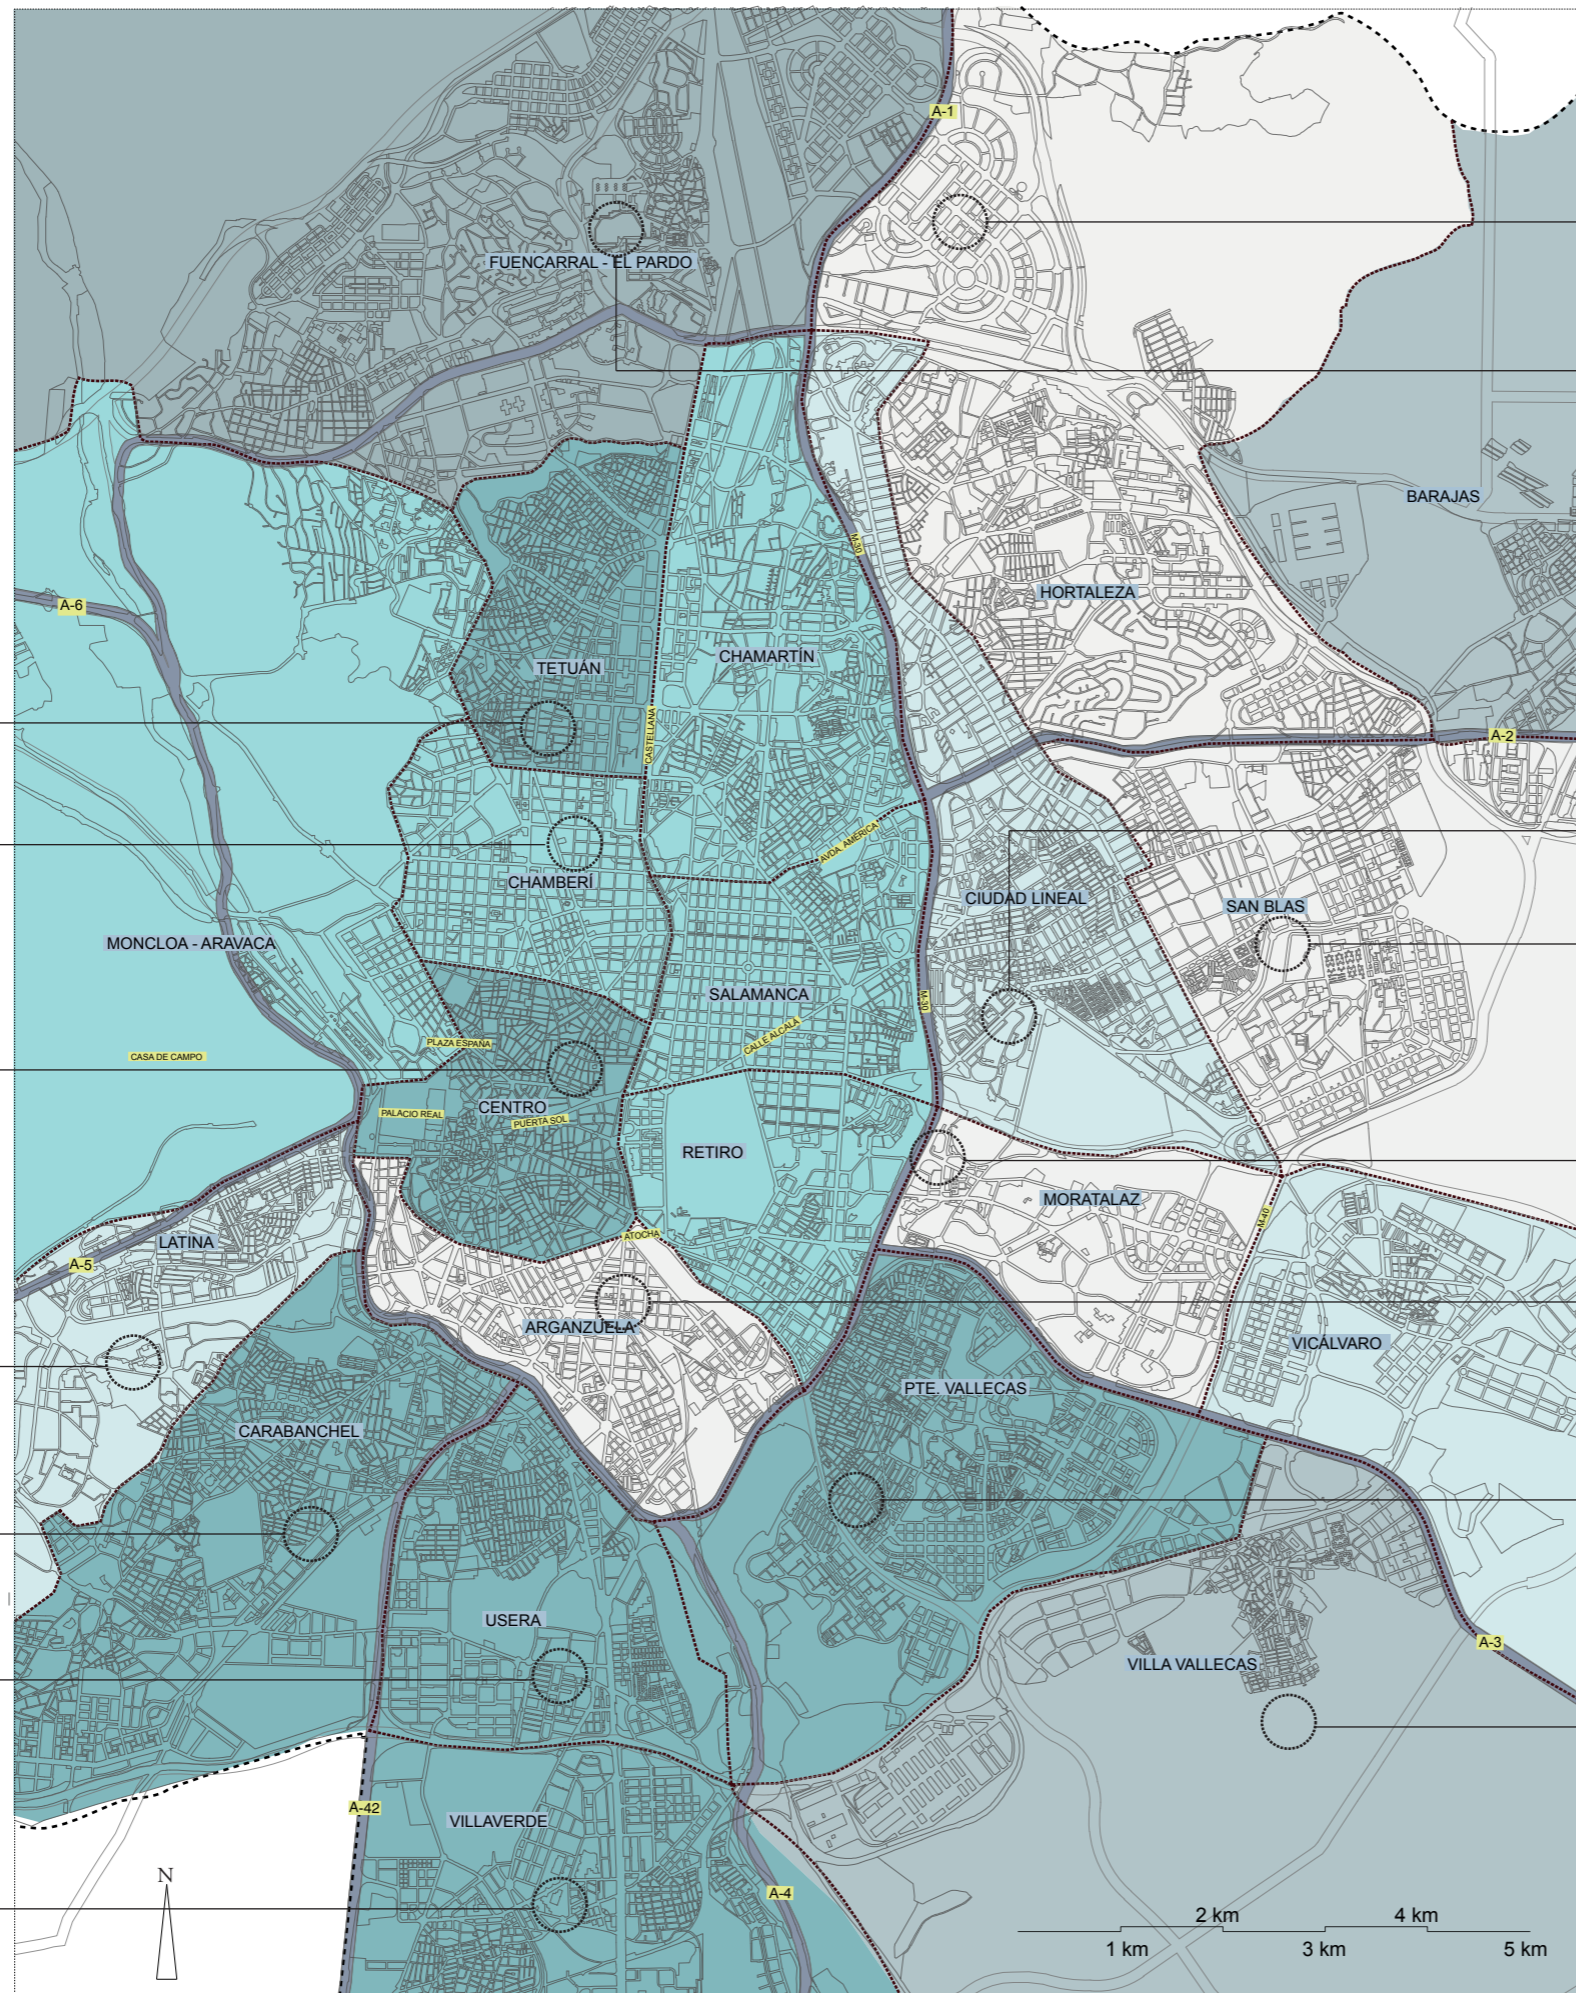 A-1
FUENCARRAL - EL PARDO
BARAJAS
M-30
HORTALEZA
A-6
TETUÁN
CHAMARTÍN
CASTELLANA
A-2
AVDA. AMÉRICA
CHAMBERÍ
CIUDAD LINEAL
SAN BLAS
MONCLOA - ARAVACA
SALAMANCA
M-30
CALLE ALCALÁ
PLAZA ESPAÑA
CASA DE CAMPO
CENTRO
PALACIO REAL
PUERTA SOL
RETIRO
MORATALAZ
M-40
ATOCHA
LATINA
A-5
ARGANZUELA
VICÁLVARO
PTE. VALLECAS
CARABANCHEL
USERA
A-3
VILLA VALLECAS
A-42
VILLAVERDE
N
A-4
2 km 4 km
1 km 3 km 5 km